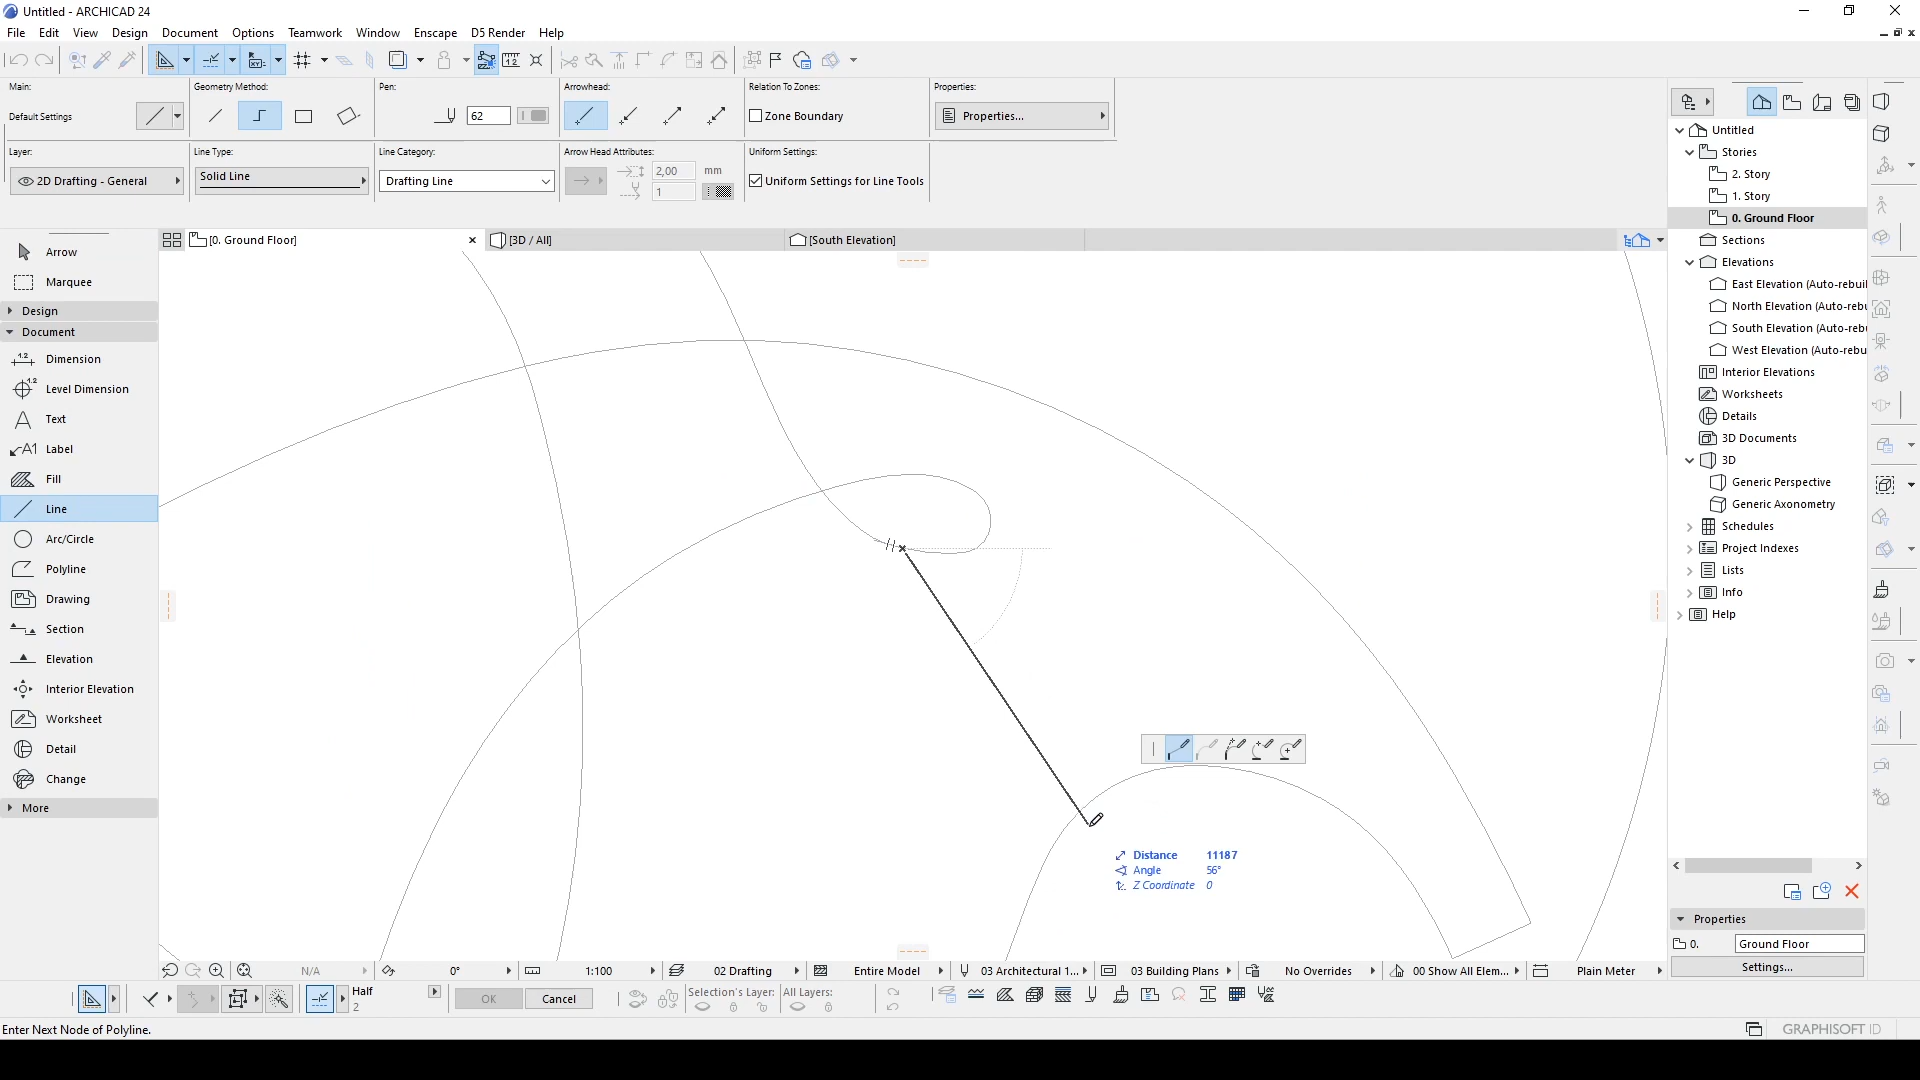 Untitled - ARCHICAD 24
File Edit View Design Document Options Teamwork Window Enscape D5 Render Help
Main:
Default Settings
Geometry Method:
Pen:
62
Arrowhead:
Relation To Zones:
Zone Boundary
Properties:
Properties...
Layer:
2D Drafting - General
Line Type:
Solid Line
Line Category:
Drafting Line
Arrow Head Attributes:
2,00 mm
1
Uniform Settings:
Uniform Settings for Line Tools
[0. Ground Floor]
[3D / All]
[South Elevation]
Arrow
Marquee
Design
Document
Dimension
Level Dimension
Text
Label
Fill
Line
Arc/Circle
Polyline
Drawing
Section
Elevation
Interior Elevation
Worksheet
Detail
Change
More
Distance 11187
Angle 56°
Z Coordinate 0
Untitled
Stories
2. Story
1. Story
0. Ground Floor
Sections
Elevations
East Elevation (Auto-rebuil
North Elevation (Auto-rebu
South Elevation (Auto-rebu
West Elevation (Auto-rebu
Interior Elevations
Worksheets
Details
3D Documents
3D
Generic Perspective
Generic Axonometry
Schedules
Project Indexes
Lists
Info
Help
Properties
0. Ground Floor
Settings...
N/A 0° 1:100 02 Drafting Entire Model 03 Architectural 1... 03 Building Plans No Overrides 00 Show All Elem... Plain Meter
Half
2
OK Cancel
Selection's Layer: All Layers:
Enter Next Node of Polyline.
GRAPHISOFT ID